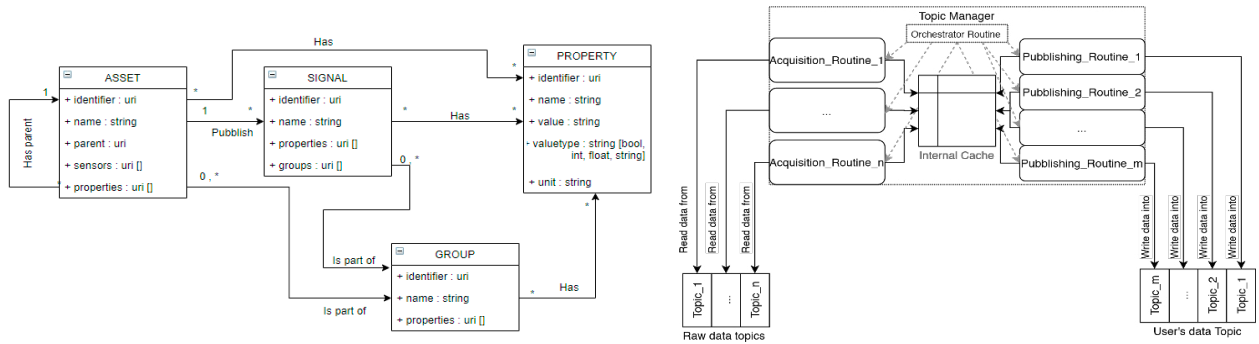 Has
ASSET
+ identifier : uri
+ name : string
+ parent : uri
+ sensors : uri []
+ properties : uri []
1
Has parent
*
*
1
Pubblish
*
0 , *
SIGNAL
+ identifier : uri
+ name : string
+ properties : uri []
+ groups : uri []
*
Has
*
0 , *
PROPERTY
+ identifier : uri
+ name : string
+ value : string
+ valuetype : string [bool,
int, float, string]
+ unit : string
*
*
Is part of
Is part of
GROUP
+ identifier : uri
+ name : string
+ properties : uri []
*
Has
Topic Manager
Orchestrator Routine
Acquisition_Routine_1
...
Acquisition_Routine_n
Internal Cache
Pubblishing_Routine_1
Pubblishing_Routine_2
...
Pubblishing_Routine_m
Read data from
Read data from
Read data from
Topic_1
...
Topic_n
Raw data topics
Write data into
Write data into
Write data into
Write data into
Topic_m
...
Topic_2
Topic_1
User's data Topic